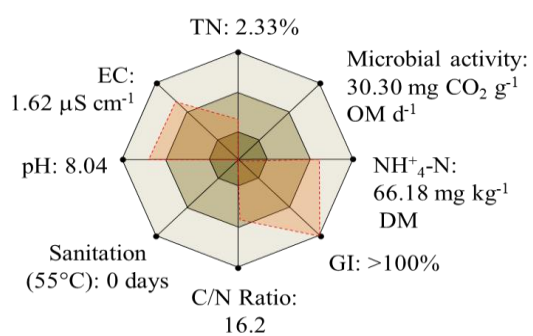 TN: 2.33%
Microbial activity:
30.30 mg CO₂ g⁻¹
OM d⁻¹
EC:
1.62 µS cm⁻¹
pH: 8.04
NH⁺₄-N:
66.18 mg kg⁻¹
DM
Sanitation
(55°C): 0 days
GI: >100%
C/N Ratio:
16.2